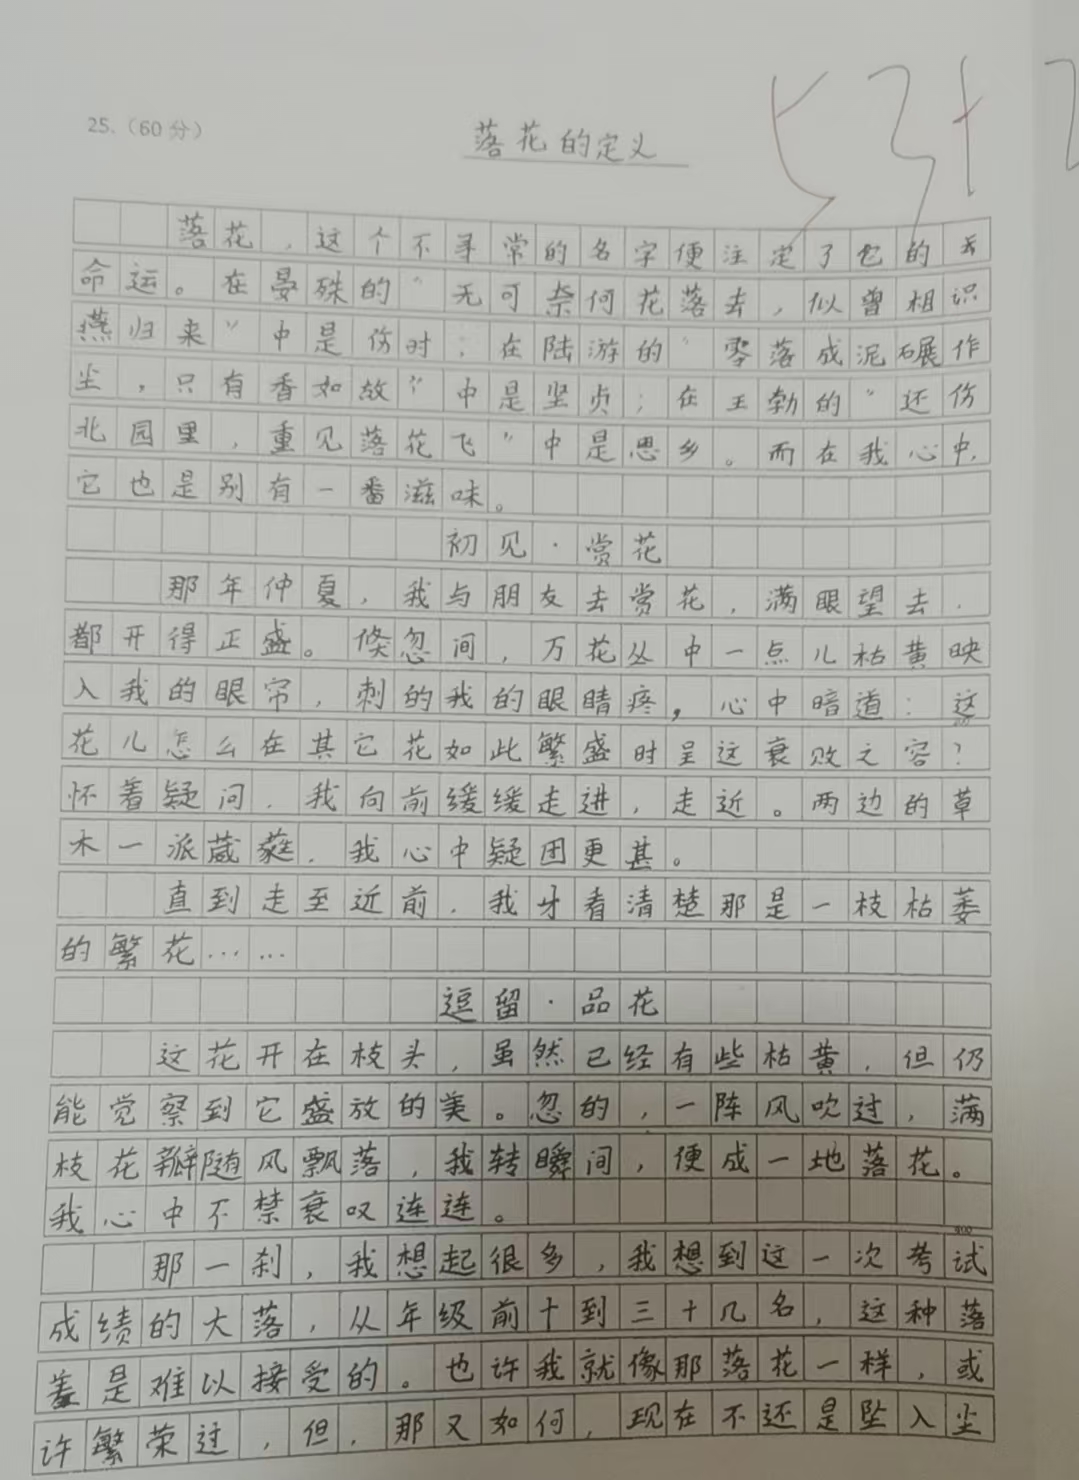 25.（60分）
落花的定义
落花，这个不寻常的名字便注定了它的
命运。在晏殊的“无可奈何花落去，似曾相识
燕归来”中是伤时；在陆游的“零落成泥碾作
尘，只有香如故”中是坚贞；在王勃的“还伤
北园里，重见落花飞”中是思乡。而在我心中，
它也是别有一番滋味。
初见·赏花
那年仲夏，我与朋友去赏花，满眼望去，
都开得正盛。倏忽间，万花丛中一点儿枯黄映
入我的眼帘，刺的我的眼睛疼，心中暗道：这
花儿怎么在其它花如此繁盛时呈这衰败之容？
怀着疑问，我向前缓缓走进，走近。两边的草
木一派葳蕤，我心中疑团更甚。
直到走至近前，我才看清楚那是一枝枯萎
的繁花……
逗留·品花
这花开在枝头，虽然已经有些枯黄，但仍
能觉察到它盛放的美。忽的，一阵风吹过，满
枝花瓣随风飘落，我转瞬间，便成一地落花。
我心中不禁衰叹连连。
那一刹，我想起很多，我想到这一次考试
成绩的大落，从年级前十到三十几名，这种落
差是难以接受的。也许我就像那落花一样，或
许繁荣过，但，那又如何，现在不还是坠入尘